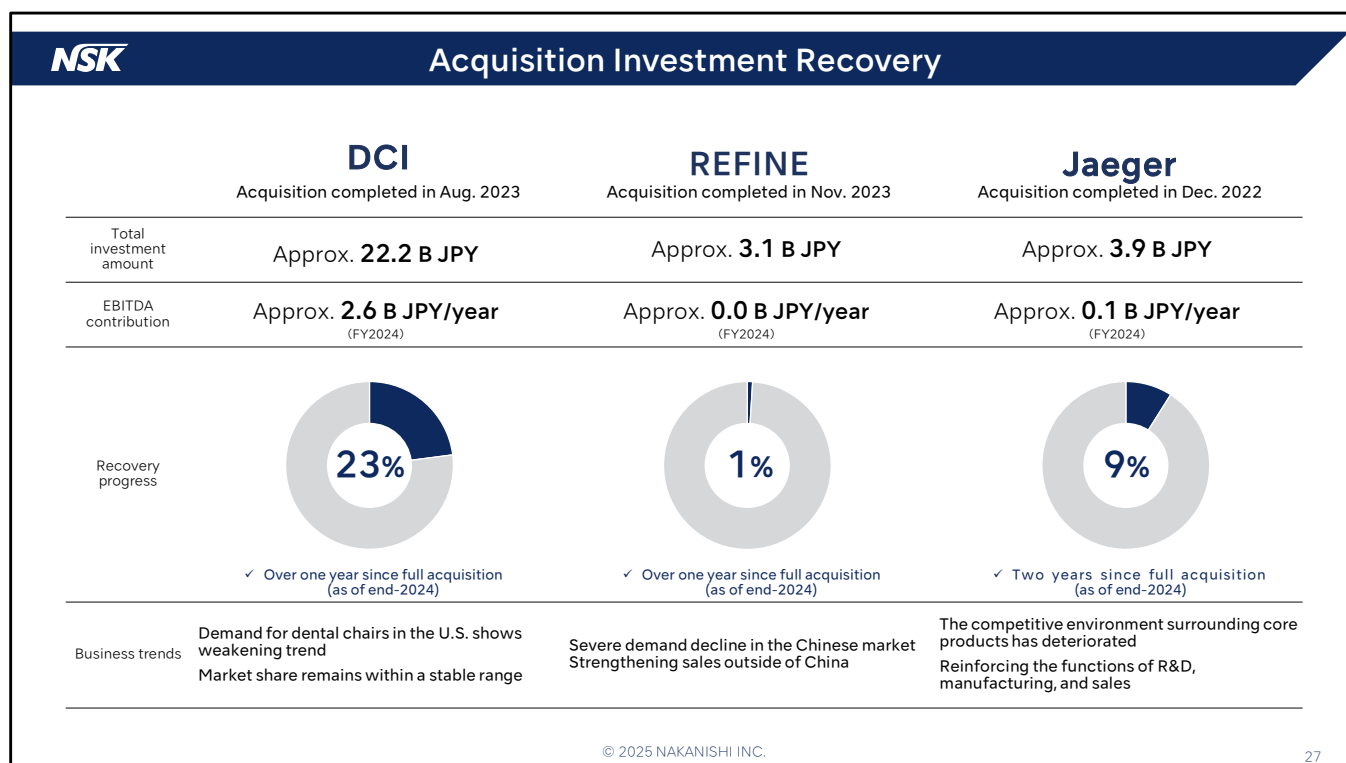 NSK
Acquisition Investment Recovery
DCI
Acquisition completed in Aug. 2023
REFINE
Acquisition completed in Nov. 2023
Jaeger
Acquisition completed in Dec. 2022
Total
investment
amount
Approx. 22.2 B JPY
Approx. 3.1 B JPY
Approx. 3.9 B JPY
EBITDA
contribution
Approx. 2.6 B JPY/year
(FY2024)
Approx. 0.0 B JPY/year
(FY2024)
Approx. 0.1 B JPY/year
(FY2024)
Recovery
progress
23%
1%
9%
✓ Over one year since full acquisition
(as of end-2024)
✓ Over one year since full acquisition
(as of end-2024)
✓ Two years since full acquisition
(as of end-2024)
Business trends
Demand for dental chairs in the U.S. shows
weakening trend
Market share remains within a stable range
Severe demand decline in the Chinese market
Strengthening sales outside of China
The competitive environment surrounding core
products has deteriorated
Reinforcing the functions of R&D,
manufacturing, and sales
© 2025 NAKANISHI INC.
27